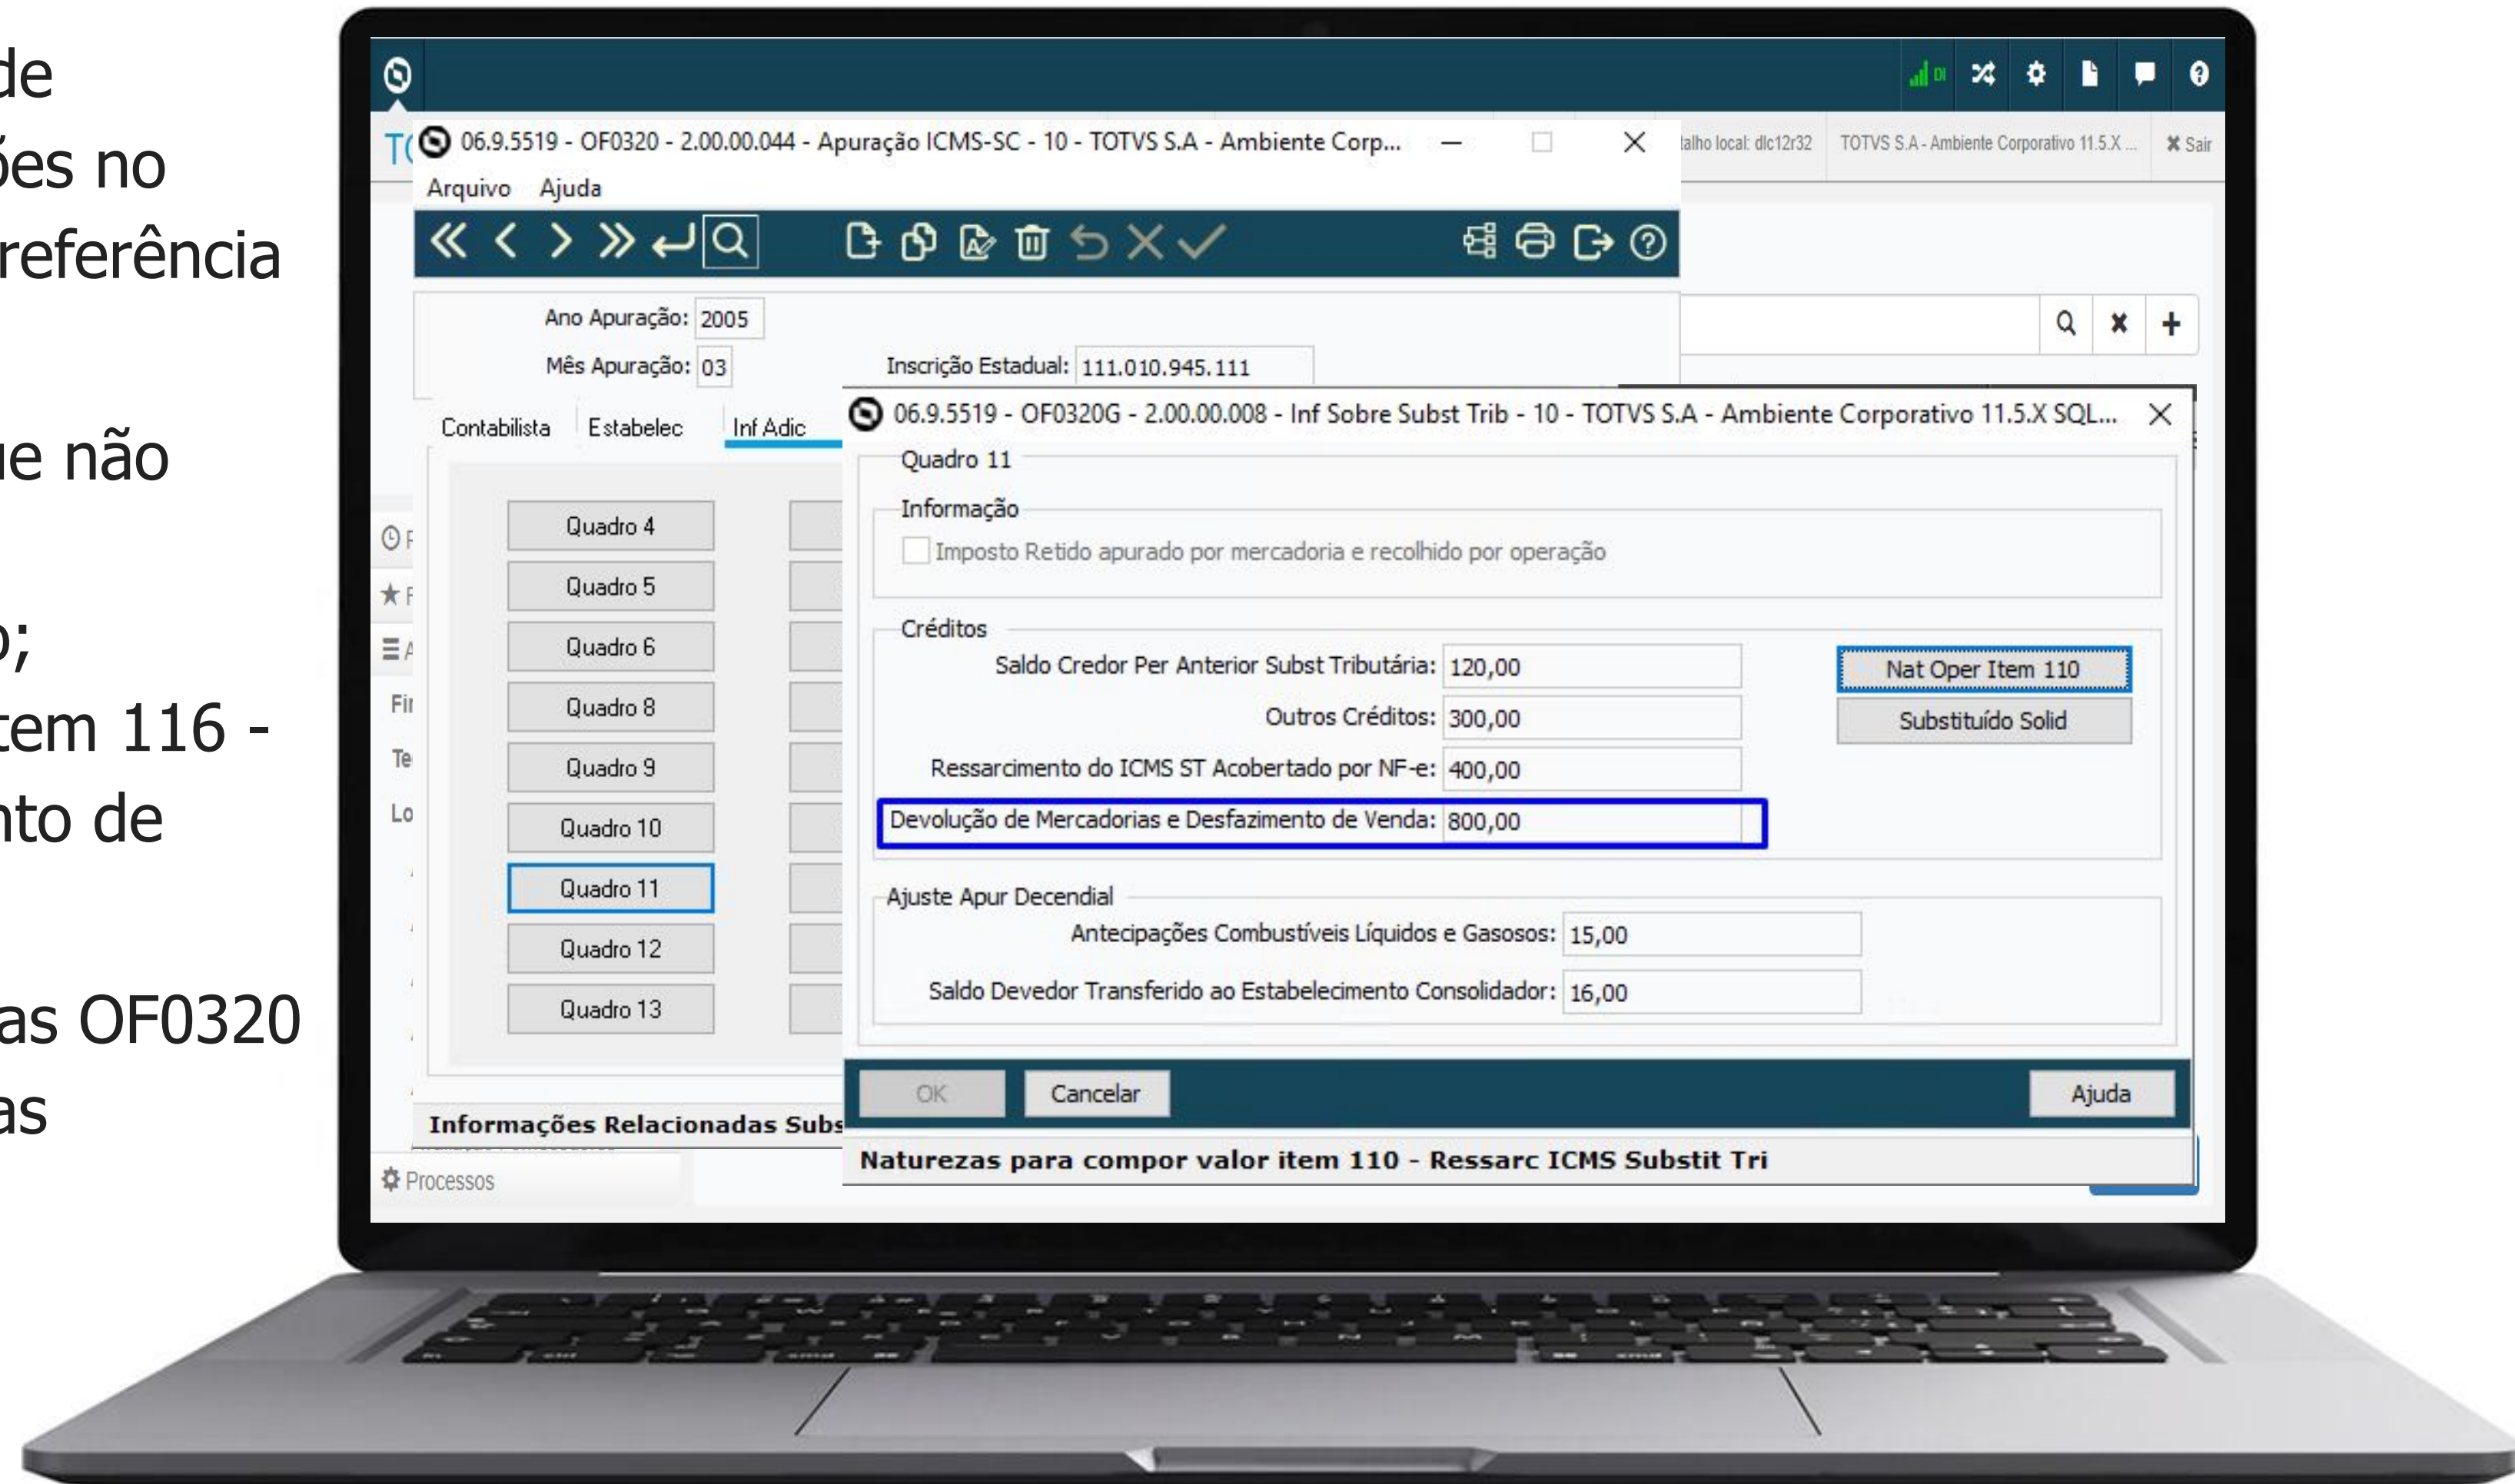 de
ões no
referência
ue não
o;
tem 116 -
nto de
as OF0320
as
DI
talho local: dlc12r32
TOTVS S.A - Ambiente Corporativo 11.5.X ...
Sair
06.9.5519 - OF0320 - 2.00.00.044 - Apuração ICMS-SC - 10 - TOTVS S.A - Ambiente Corp...
Arquivo Ajuda
Ano Apuração: 2005
Mês Apuração: 03
Inscrição Estadual: 111.010.945.111
Contabilista Estabelec Inf Adic
Quadro 4
Quadro 5
Quadro 6
Quadro 8
Quadro 9
Quadro 10
Quadro 11
Quadro 12
Quadro 13
Fir
Te
Lo
Informações Relacionadas Subs
Processos
06.9.5519 - OF0320G - 2.00.00.008 - Inf Sobre Subst Trib - 10 - TOTVS S.A - Ambiente Corporativo 11.5.X SQL...
Quadro 11
Informação
Imposto Retido apurado por mercadoria e recolhido por operação
Créditos
Saldo Credor Per Anterior Subst Tributária: 120,00
Nat Oper Item 110
Outros Créditos: 300,00
Substituído Solid
Ressarcimento do ICMS ST Acobertado por NF-e: 400,00
Devolução de Mercadorias e Desfazimento de Venda: 800,00
Ajuste Apur Decendial
Antecipações Combustíveis Líquidos e Gasosos: 15,00
Saldo Devedor Transferido ao Estabelecimento Consolidador: 16,00
OK
Cancelar
Ajuda
Naturezas para compor valor item 110 - Ressarc ICMS Substit Tri